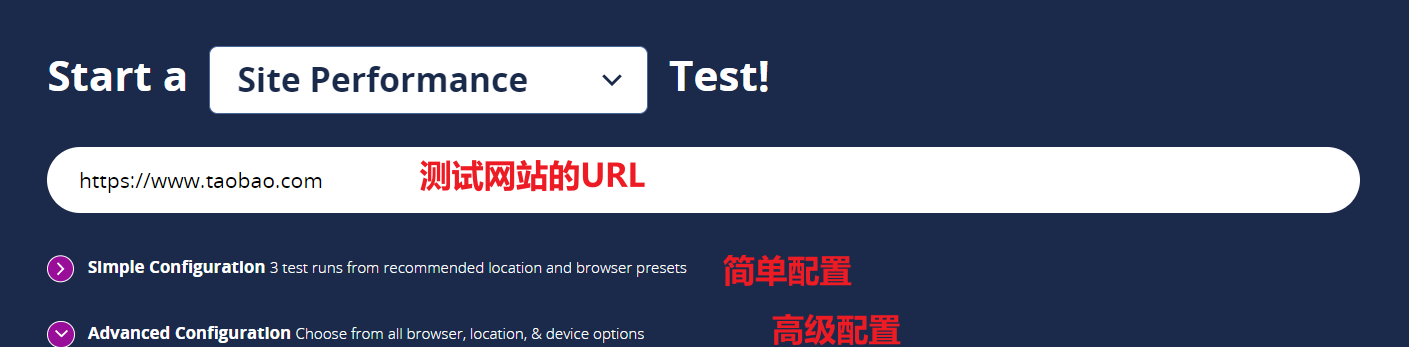 Start a Site Performance Test!
https://www.taobao.com 测试网站的URL
Simple Configuration 3 test runs from recommended location and browser presets 简单配置
Advanced Configuration Choose from all browser, location, & device options 高级配置